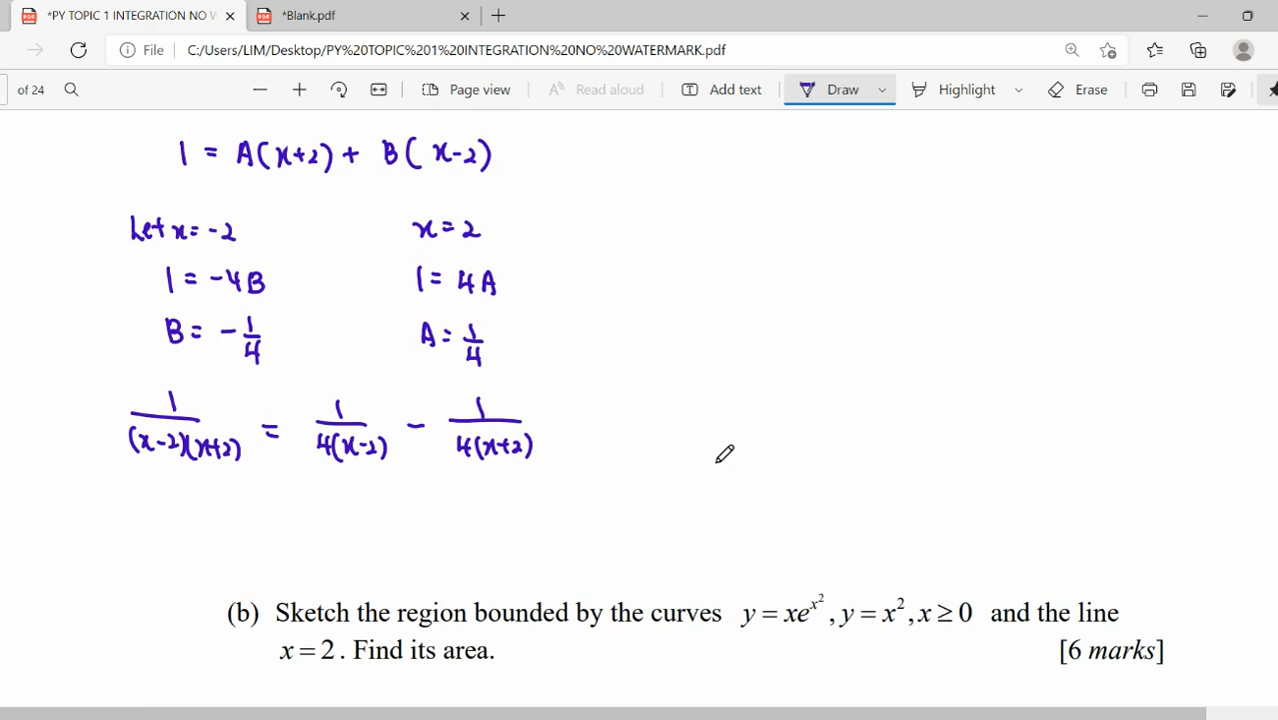 *PY TOPIC 1 INTEGRATION NO W
*Blank.pdf
File C:/Users/LIM/Desktop/PY%20TOPIC%201%20INTEGRATION%20NO%20WATERMARK.pdf
of 24 Page view Read aloud Add text Draw Highlight Erase
1 = A(x+2) + B(x-2)
Let x = -2 x = 2
1 = -4B 1 = 4A
B = -1/4 A = 1/4
1/((x-2)(x+2)) = 1/(4(x-2)) - 1/(4(x+2))
(b) Sketch the region bounded by the curves y = xe^(x^2), y = x^2, x ≥ 0 and the line
x = 2. Find its area. [6 marks]